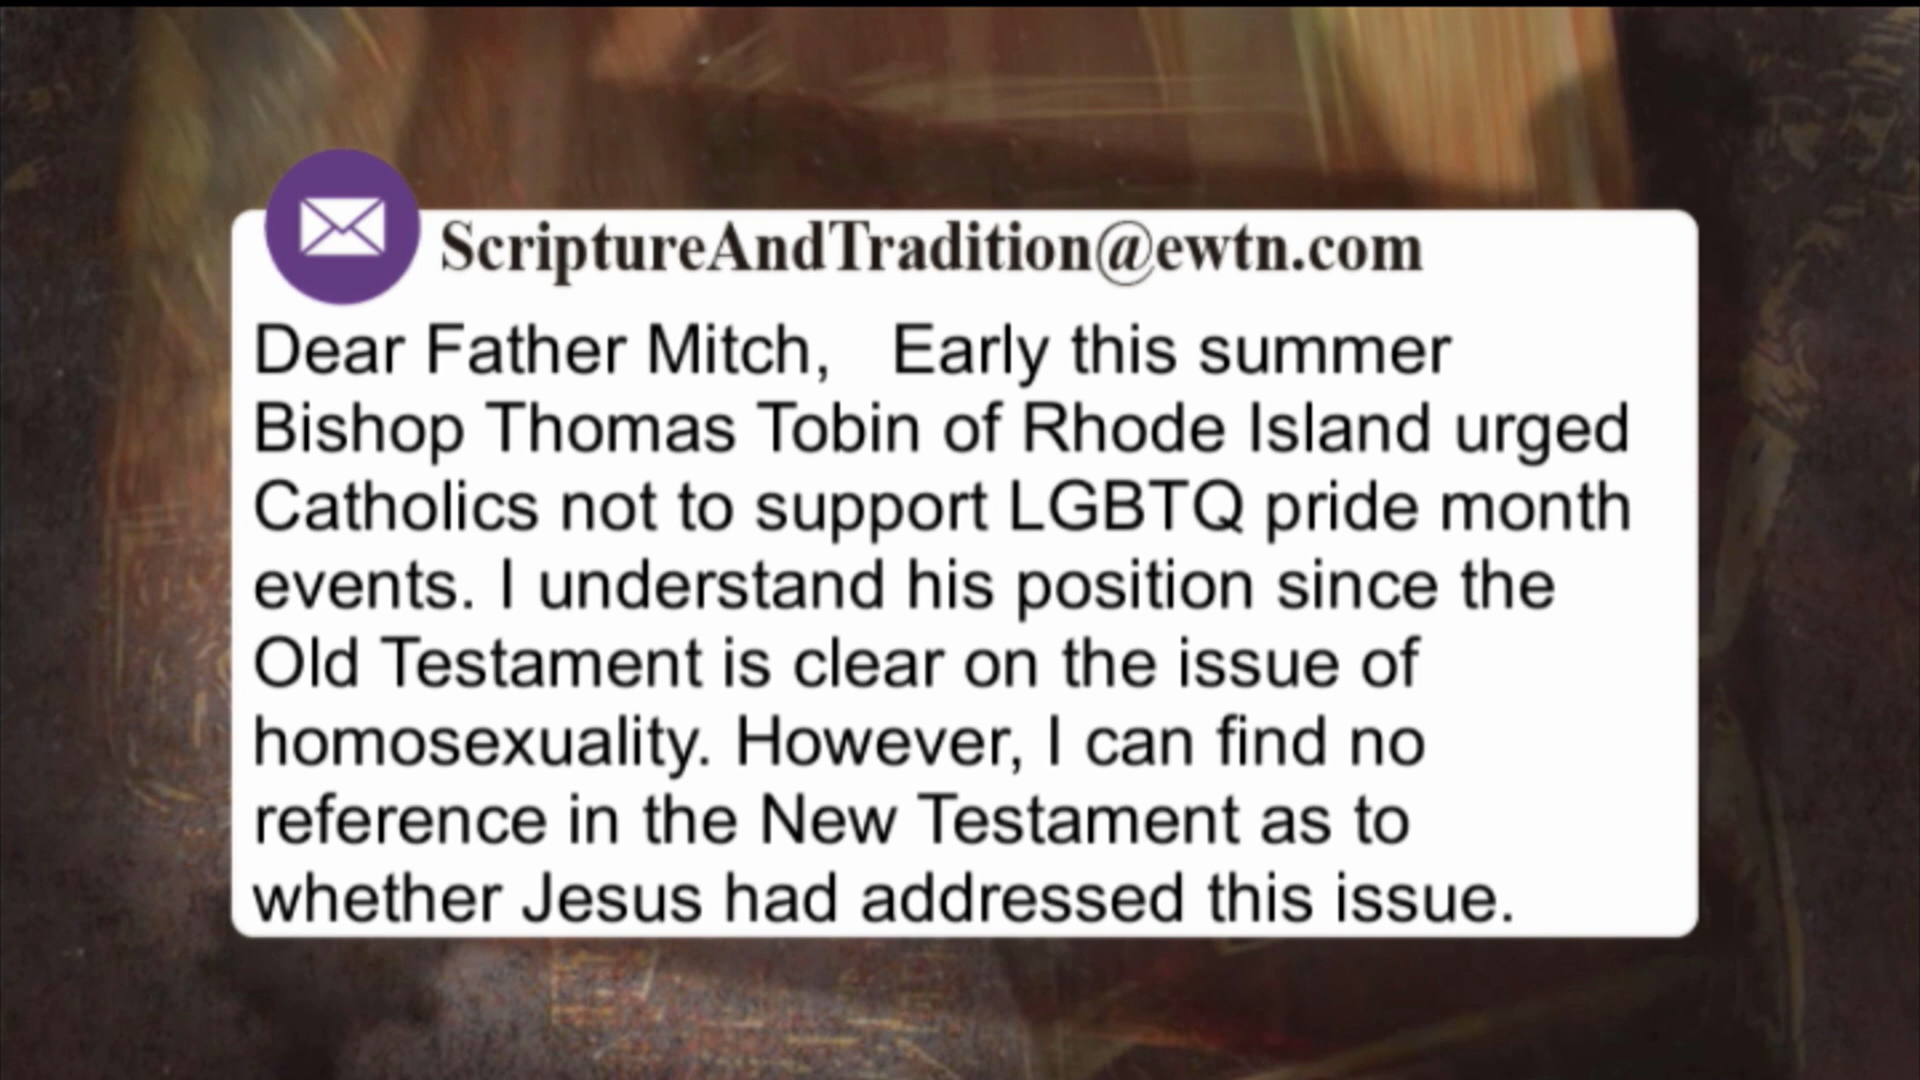 ScriptureAndTradition@ewtn.com
Dear Father Mitch,   Early this summer
Bishop Thomas Tobin of Rhode Island urged
Catholics not to support LGBTQ pride month
events. I understand his position since the
Old Testament is clear on the issue of
homosexuality. However, I can find no
reference in the New Testament as to
whether Jesus had addressed this issue.